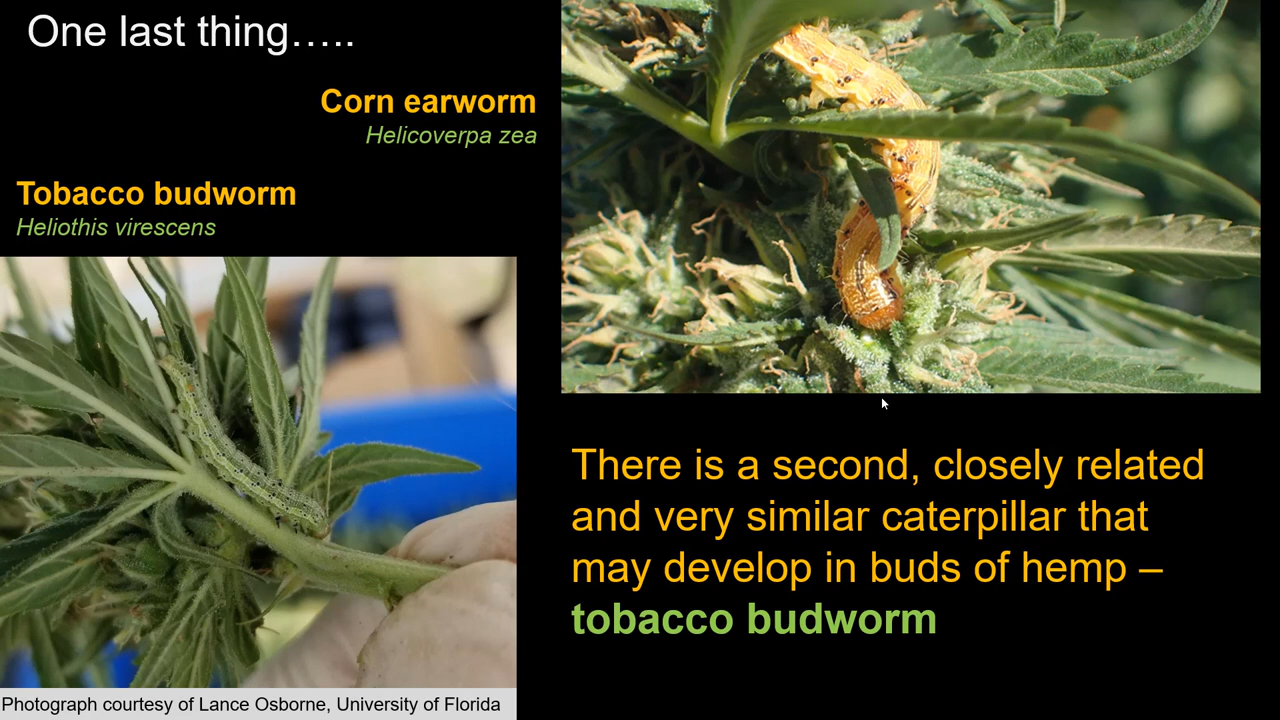 One last thing…..
Corn earworm
Helicoverpa zea
Tobacco budworm
Heliothis virescens
There is a second, closely related
and very similar caterpillar that
may develop in buds of hemp –
tobacco budworm
Photograph courtesy of Lance Osborne, University of Florida